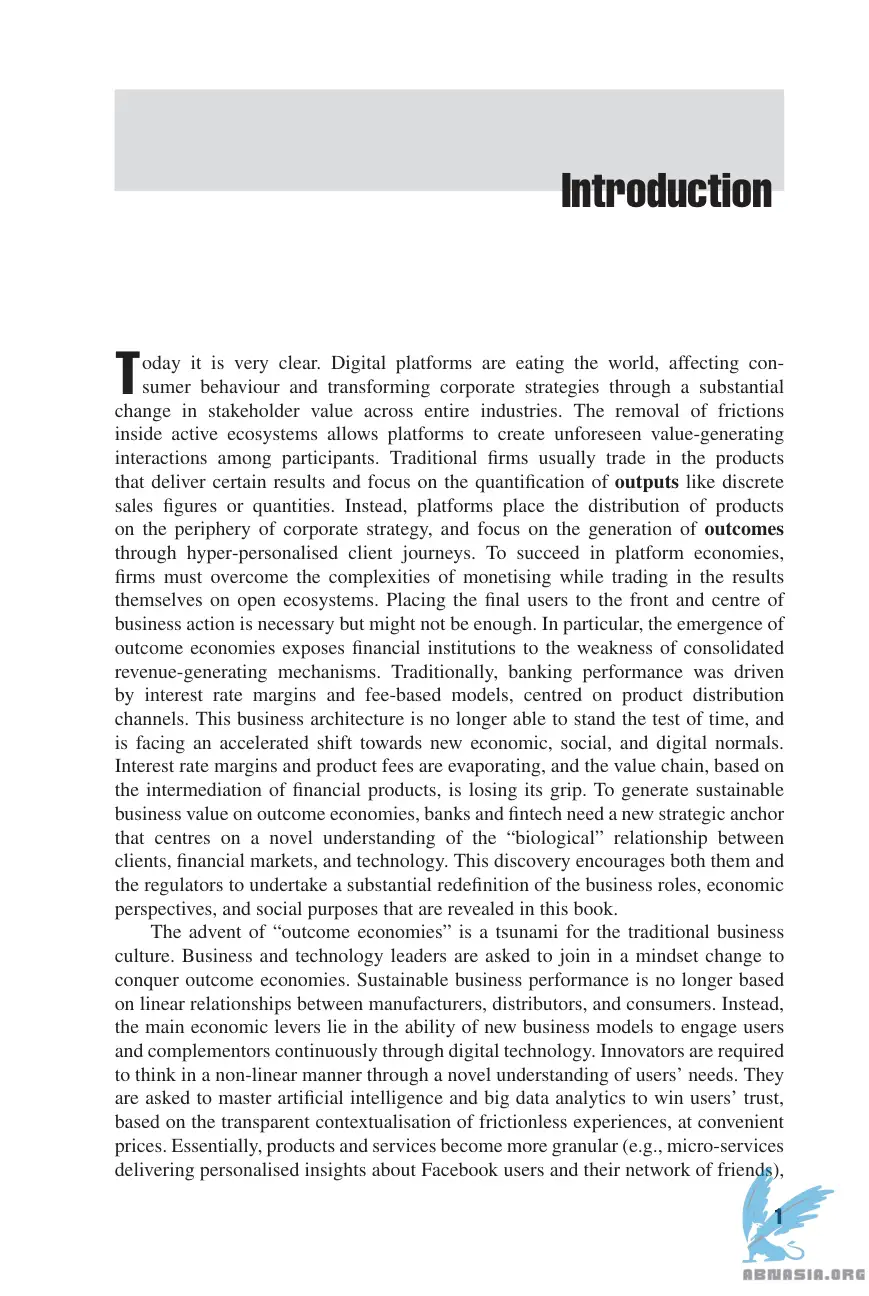 Introduction
Today it is very clear. Digital platforms are eating the world, affecting con-
sumer behaviour and transforming corporate strategies through a substantial
change in stakeholder value across entire industries. The removal of frictions
inside active ecosystems allows platforms to create unforeseen value-generating
interactions among participants. Traditional firms usually trade in the products
that deliver certain results and focus on the quantification of outputs like discrete
sales figures or quantities. Instead, platforms place the distribution of products
on the periphery of corporate strategy, and focus on the generation of outcomes
through hyper-personalised client journeys. To succeed in platform economies,
firms must overcome the complexities of monetising while trading in the results
themselves on open ecosystems. Placing the final users to the front and centre of
business action is necessary but might not be enough. In particular, the emergence of
outcome economies exposes financial institutions to the weakness of consolidated
revenue-generating mechanisms. Traditionally, banking performance was driven
by interest rate margins and fee-based models, centred on product distribution
channels. This business architecture is no longer able to stand the test of time, and
is facing an accelerated shift towards new economic, social, and digital normals.
Interest rate margins and product fees are evaporating, and the value chain, based on
the intermediation of financial products, is losing its grip. To generate sustainable
business value on outcome economies, banks and fintech need a new strategic anchor
that centres on a novel understanding of the “biological” relationship between
clients, financial markets, and technology. This discovery encourages both them and
the regulators to undertake a substantial redefinition of the business roles, economic
perspectives, and social purposes that are revealed in this book.
The advent of “outcome economies” is a tsunami for the traditional business
culture. Business and technology leaders are asked to join in a mindset change to
conquer outcome economies. Sustainable business performance is no longer based
on linear relationships between manufacturers, distributors, and consumers. Instead,
the main economic levers lie in the ability of new business models to engage users
and complementors continuously through digital technology. Innovators are required
to think in a non-linear manner through a novel understanding of users’ needs. They
are asked to master artificial intelligence and big data analytics to win users’ trust,
based on the transparent contextualisation of frictionless experiences, at convenient
prices. Essentially, products and services become more granular (e.g., micro-services
delivering personalised insights about Facebook users and their network of friends),
1
ABNASIA.ORG